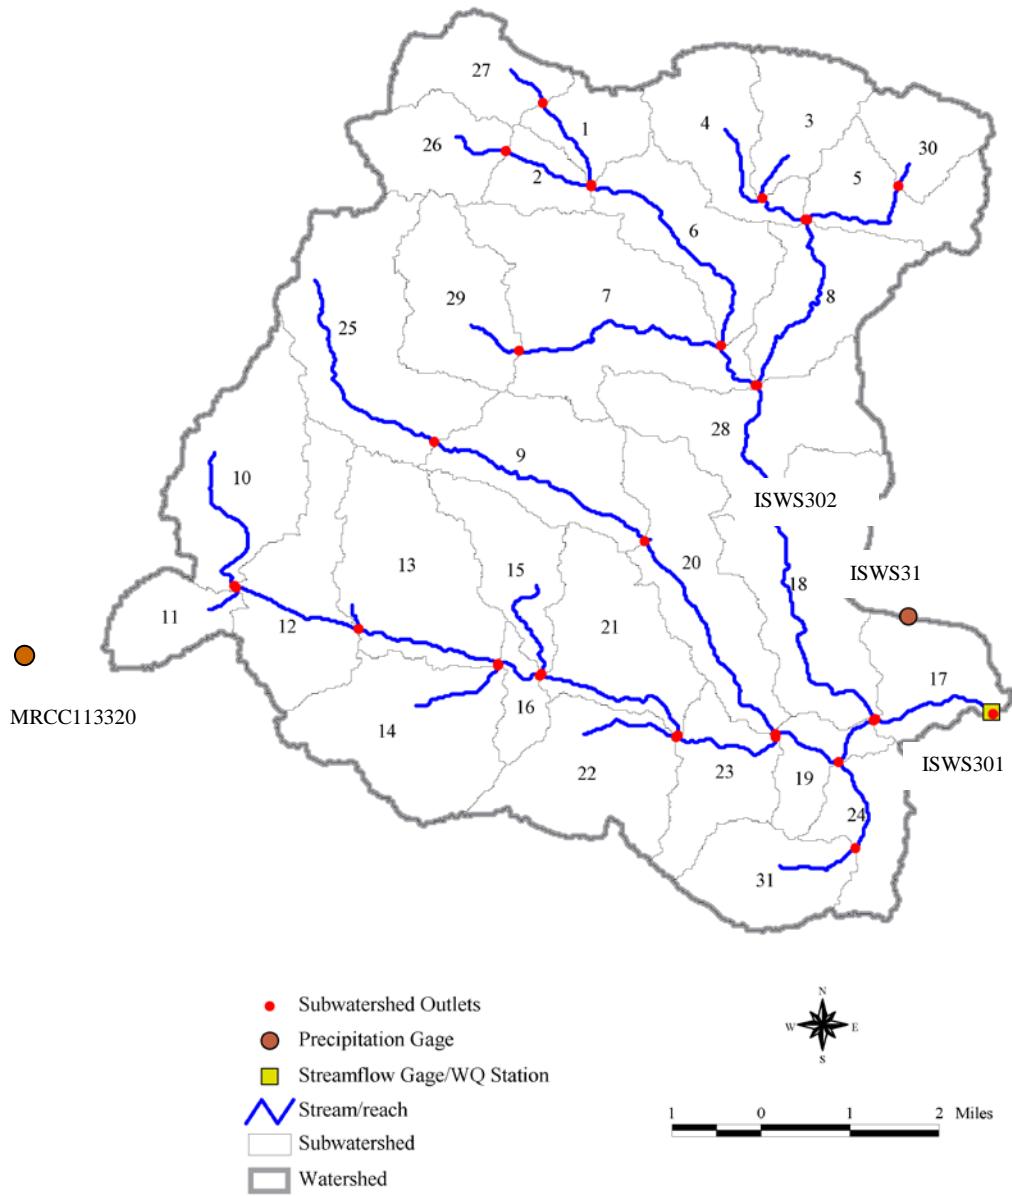 27
1
4
3
26
30
2
5
6
29
7
8
25
28
9
10
ISWS302
13
15
20
ISWS31
18
11
12
21
17
MRCC113320
16
14
ISWS301
22
23
19
24
31
Subwatershed Outlets
Precipitation Gage
Streamflow Gage/WQ Station
Stream/reach
Subwatershed
Watershed
N
W E
S
1 0 1 2 Miles